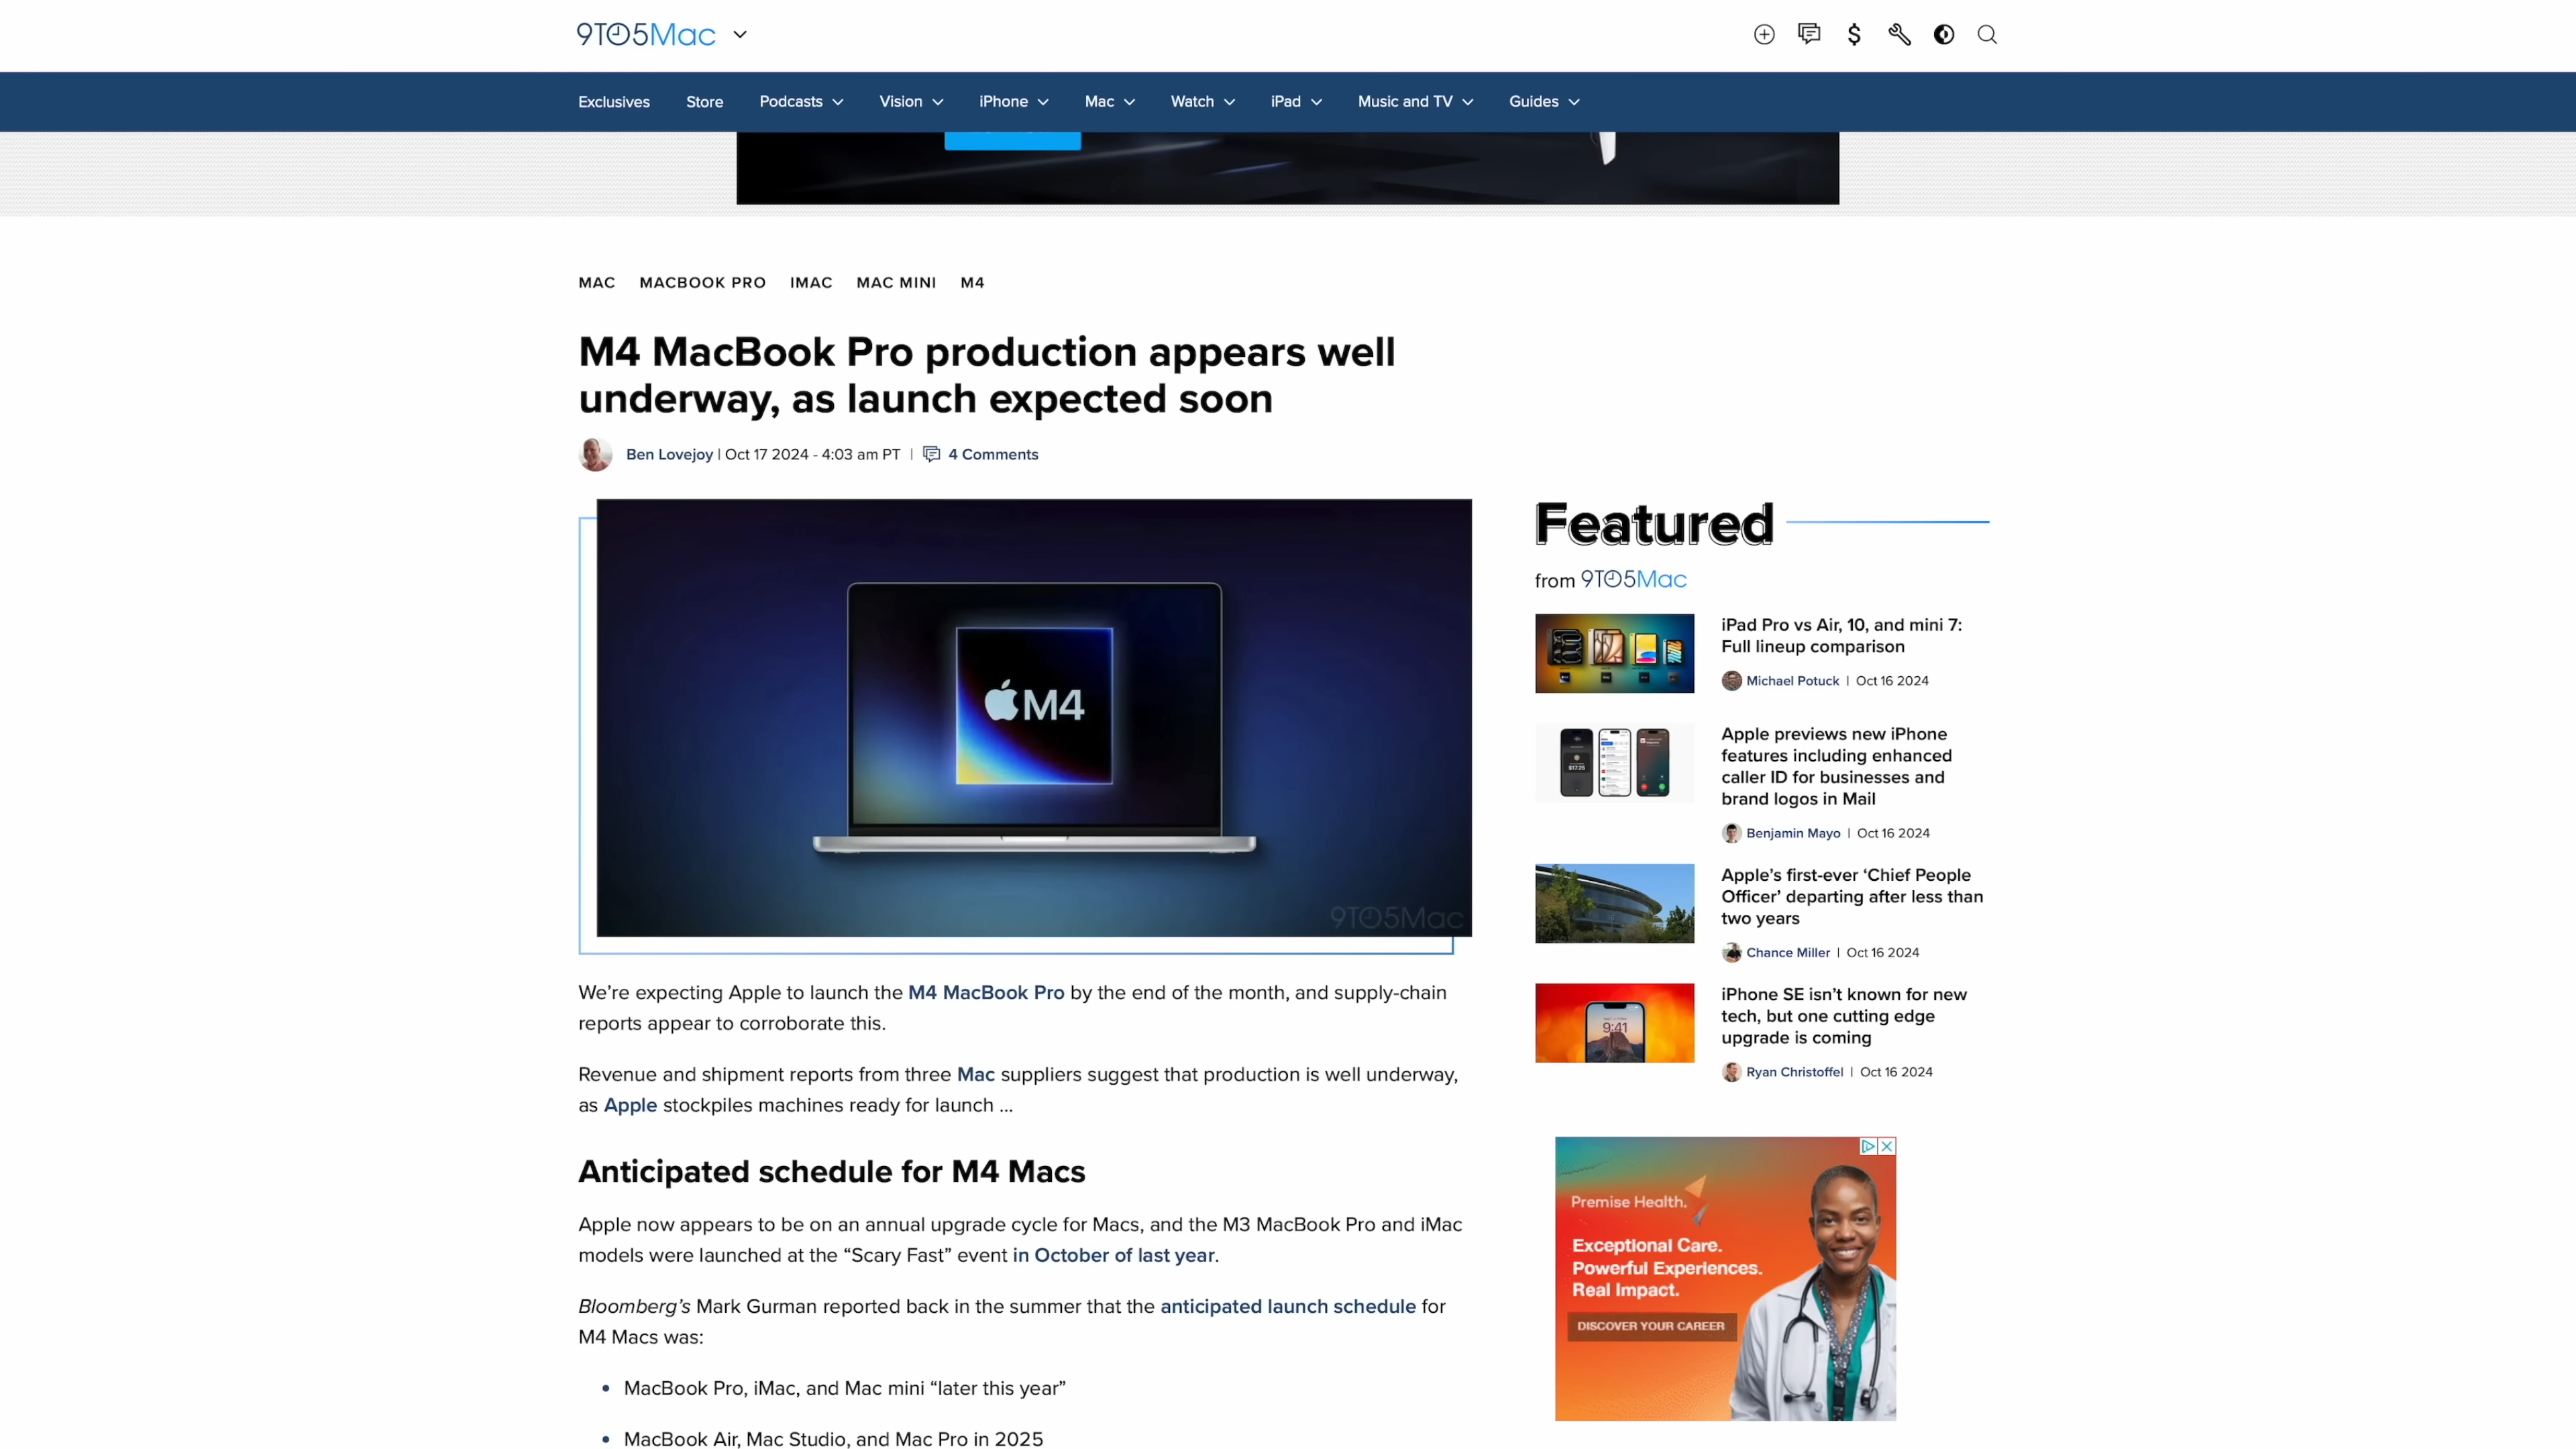 9TO5Mac
Exclusives Store Podcasts Vision iPhone Mac Watch iPad Music and TV Guides
MAC MACBOOK PRO IMAC MAC MINI M4
M4 MacBook Pro production appears well
underway, as launch expected soon
Ben Lovejoy | Oct 17 2024 - 4:03 am PT | 4 Comments
M4
9TO5Mac
We’re expecting Apple to launch the M4 MacBook Pro by the end of the month, and supply-chain
reports appear to corroborate this.
Revenue and shipment reports from three Mac suppliers suggest that production is well underway,
as Apple stockpiles machines ready for launch ...
Anticipated schedule for M4 Macs
Apple now appears to be on an annual upgrade cycle for Macs, and the M3 MacBook Pro and iMac
models were launched at the “Scary Fast” event in October of last year.
Bloomberg’s Mark Gurman reported back in the summer that the anticipated launch schedule for
M4 Macs was:
• MacBook Pro, iMac, and Mac mini “later this year”
• MacBook Air, Mac Studio, and Mac Pro in 2025
Featured
from 9TO5Mac
iPad Pro vs Air, 10, and mini 7:
Full lineup comparison
Michael Potuck | Oct 16 2024
$17.25
Apple previews new iPhone
features including enhanced
caller ID for businesses and
brand logos in Mail
Benjamin Mayo | Oct 16 2024
Apple’s first-ever ‘Chief People
Officer’ departing after less than
two years
Chance Miller | Oct 16 2024
9:41
iPhone SE isn’t known for new
tech, but one cutting edge
upgrade is coming
Ryan Christoffel | Oct 16 2024
Premise Health.
Exceptional Care.
Powerful Experiences.
Real Impact.
DISCOVER YOUR CAREER